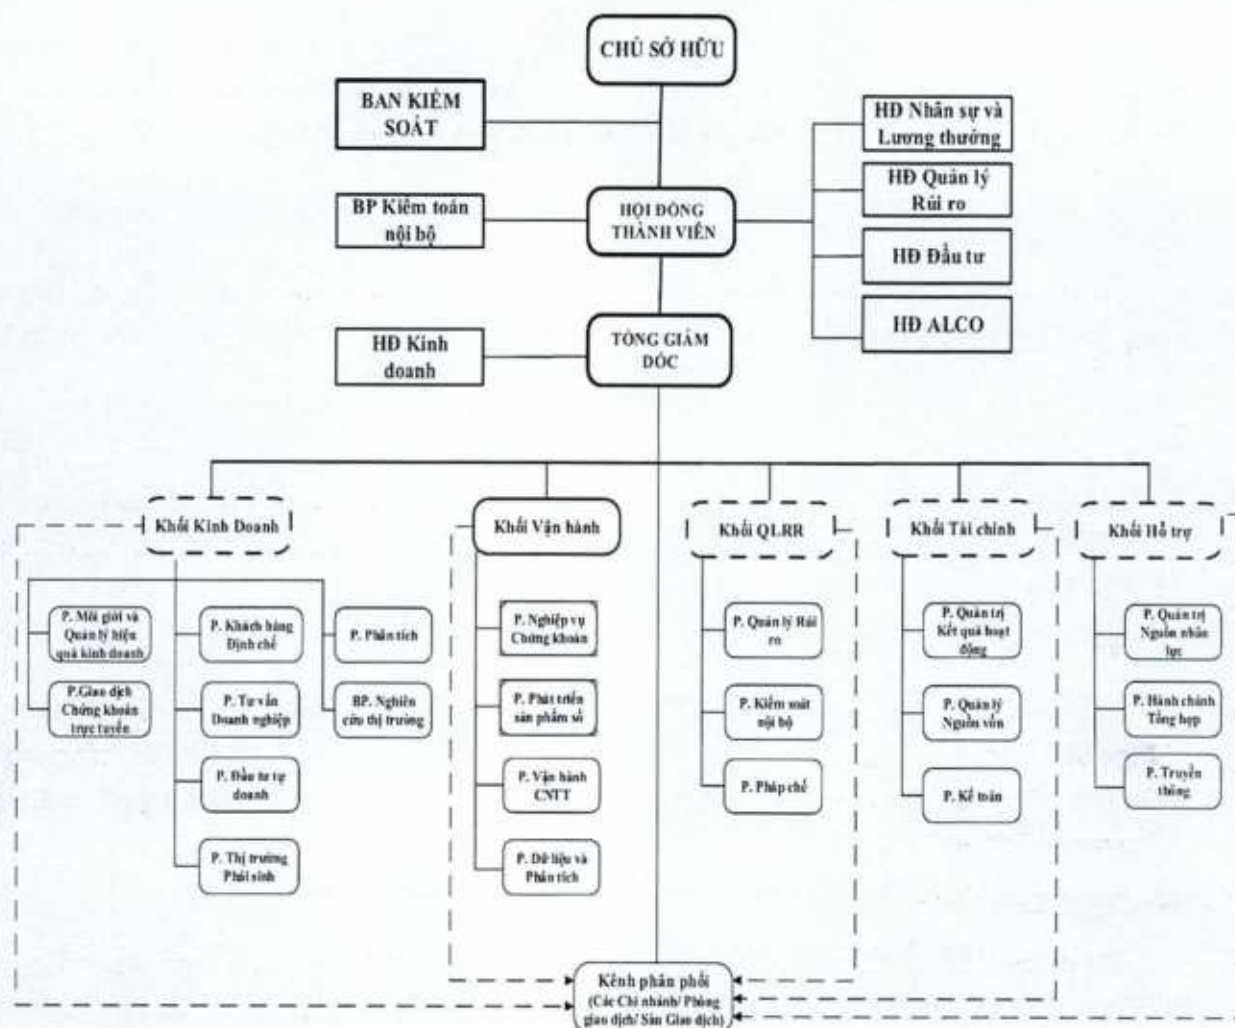 CHỦ SỞ HỮU
BAN KIỂM
SOÁT
HĐ Nhân sự và
Lương thưởng
HĐ Quản lý
Rủi ro
BP Kiểm toán
nội bộ
HỘI ĐỒNG
THÀNH VIÊN
HĐ Đầu tư
HĐ ALCO
TỔNG GIÁM
ĐỐC
HĐ Kinh
doanh
Khối Kinh Doanh
Khối Vận hành
Khối QLRR
Khối Tài chính
Khối Hỗ trợ
P. Môi giới và
Quản lý hiệu
quả kinh doanh
P.Giao dịch
Chứng khoán
trực tuyến
P. Khách hàng
Định chế
P. Tư vấn
Doanh nghiệp
P. Đầu tư tự
doanh
P. Thị trường
Phái sinh
P. Phân tích
BP. Nghiên
cứu thị trường
P. Nghiệp vụ
Chứng khoán
P. Phát triển
sản phẩm số
P. Vận hành
CNTT
P. Dữ liệu và
Phân tích
P. Quản lý Rủi
ro
P. Kiểm soát
nội bộ
P. Pháp chế
P. Quản trị
Kết quả hoạt
động
P. Quản lý
Nguồn vốn
P. Kế toán
P. Quản trị
Nguồn nhân
lực
P. Hành chánh
Tổng hợp
P. Truyền
thông
Kênh phân phối
(Các Chi nhánh/ Phòng
giao dịch/ Sàn Giao dịch)